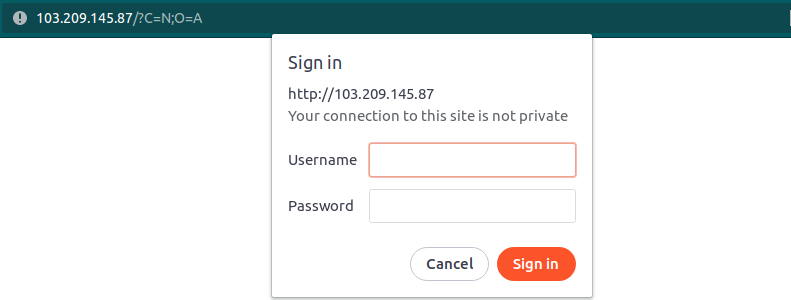 103.209.145.87/?C=N;O=A
Sign in
http://103.209.145.87
Your connection to this site is not private
Username
Password
Cancel Sign in